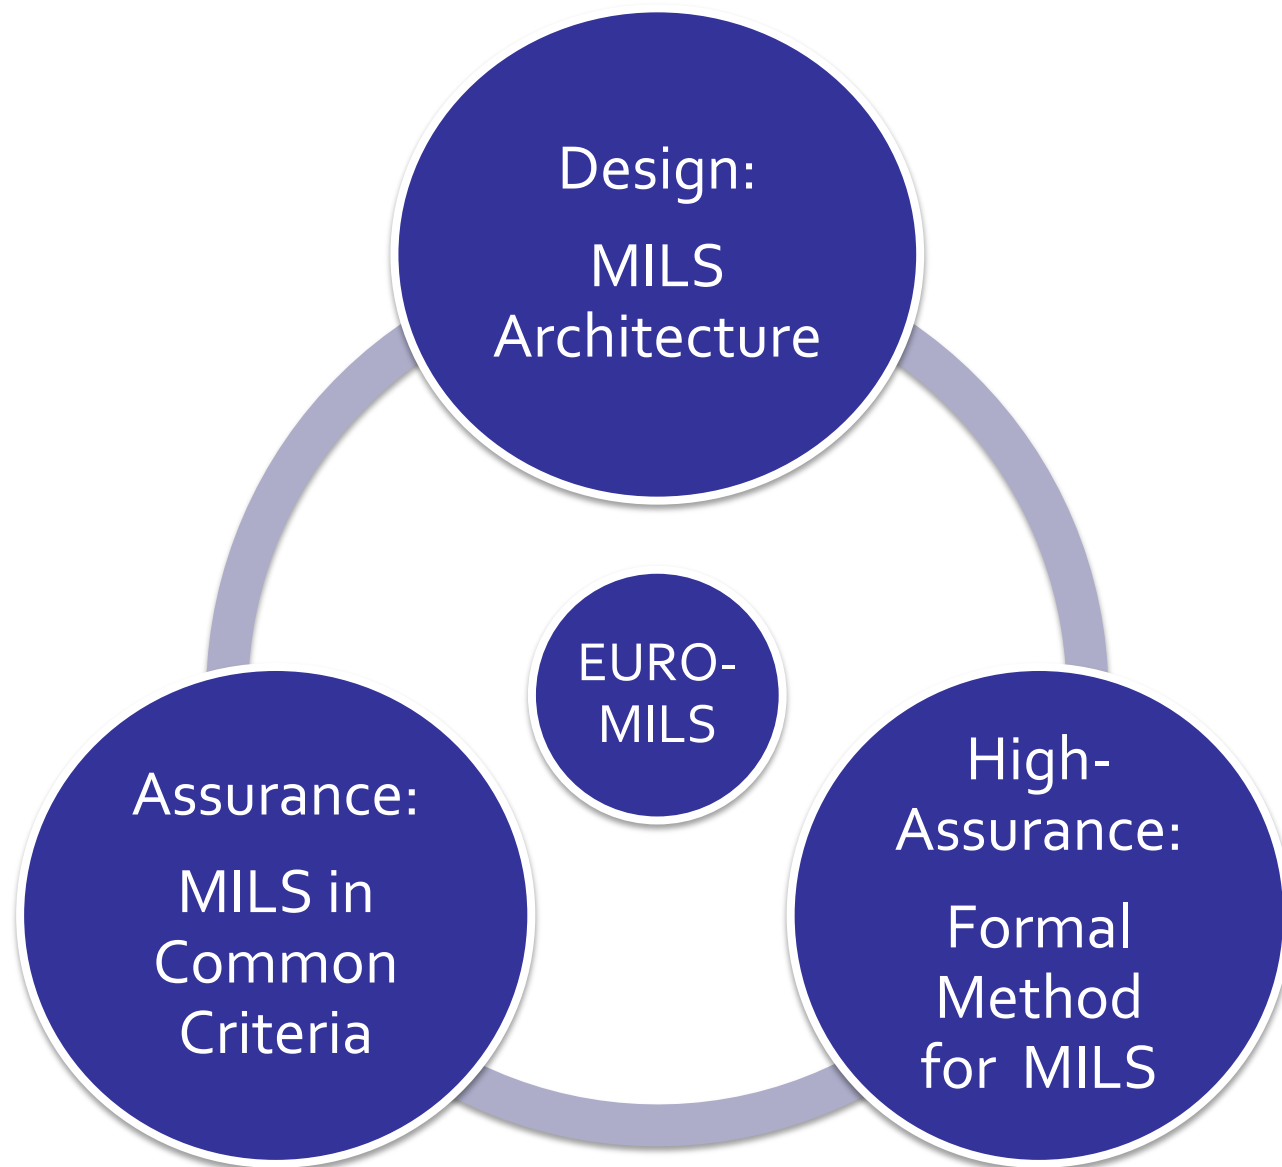 Design:
MILS
Architecture
EURO-
MILS
Assurance:
MILS in
Common
Criteria
High-
Assurance:
Formal
Method
for MILS